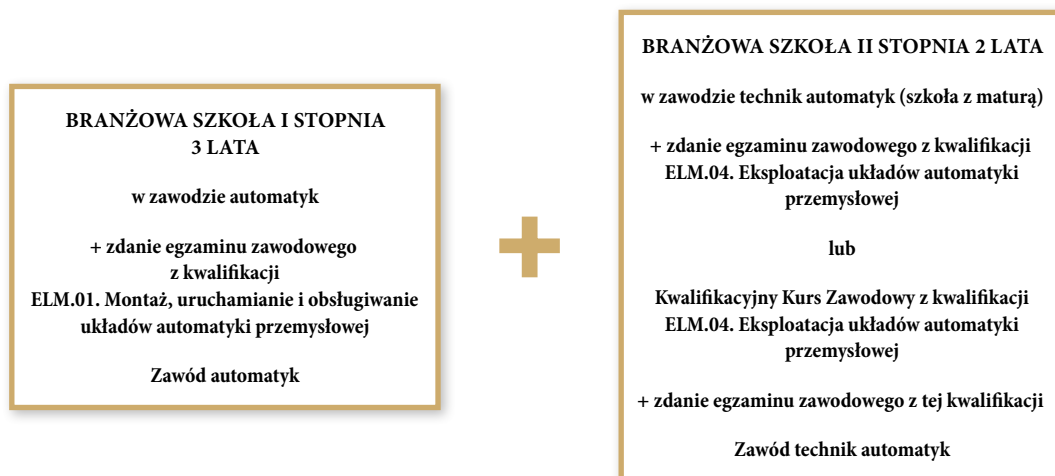 BRANŻOWA SZKOŁA I STOPNIA
3 LATA
w zawodzie automatyk
+ zdanie egzaminu zawodowego
z kwalifikacji
ELM.01. Montaż, uruchamianie i obsługiwanie
układów automatyki przemysłowej
Zawód automatyk
+
BRANŻOWA SZKOŁA II STOPNIA 2 LATA
w zawodzie technik automatyk (szkoła z maturą)
+ zdanie egzaminu zawodowego z kwalifikacji
ELM.04. Eksploatacja układów automatyki
przemysłowej
lub
Kwalifikacyjny Kurs Zawodowy z kwalifikacji
ELM.04. Eksploatacja układów automatyki
przemysłowej
+ zdanie egzaminu zawodowego z tej kwalifikacji
Zawód technik automatyk